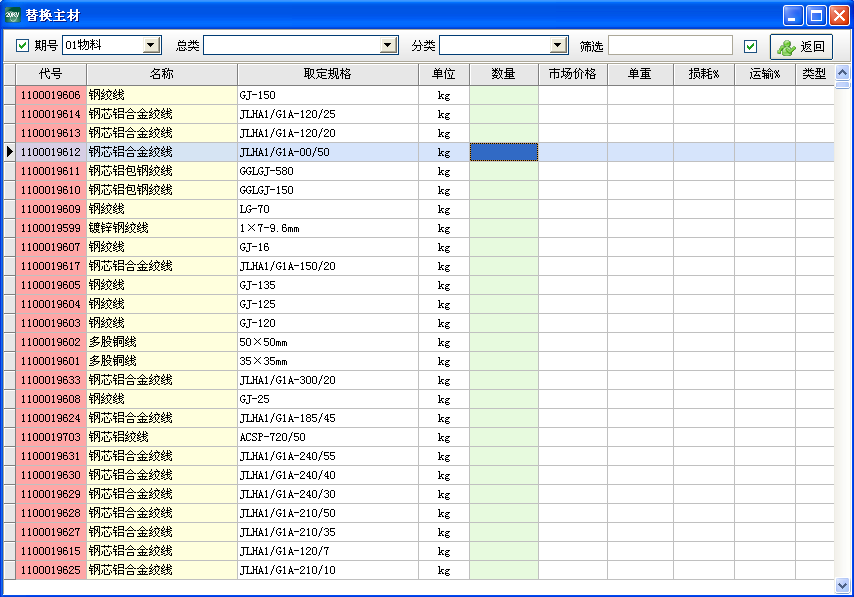 替换主材
期号 01物料 总类 分类 筛选 返回
代号 名称 取定规格 单位 数量 市场价格 单重 损耗% 运输% 类型
1100019606 钢绞线 GJ-150 kg
1100019614 钢芯铝合金绞线 JLHA1/G1A-120/25 kg
1100019613 钢芯铝合金绞线 JLHA1/G1A-120/20 kg
1100019612 钢芯铝合金绞线 JLHA1/G1A-00/50 kg
1100019611 钢芯铝包钢绞线 GGLGJ-580 kg
1100019610 钢芯铝包钢绞线 GGLGJ-150 kg
1100019609 钢绞线 LG-70 kg
1100019599 镀锌钢绞线 1×7-9.6mm kg
1100019607 钢绞线 GJ-16 kg
1100019617 钢芯铝合金绞线 JLHA1/G1A-150/20 kg
1100019605 钢绞线 GJ-135 kg
1100019604 钢绞线 GJ-125 kg
1100019603 钢绞线 GJ-120 kg
1100019602 多股铜线 50×50mm kg
1100019601 多股铜线 35×35mm kg
1100019633 钢芯铝合金绞线 JLHA1/G1A-300/20 kg
1100019608 钢绞线 GJ-25 kg
1100019624 钢芯铝合金绞线 JLHA1/G1A-185/45 kg
1100019703 钢芯铝绞线 ACSP-720/50 kg
1100019631 钢芯铝合金绞线 JLHA1/G1A-240/55 kg
1100019630 钢芯铝合金绞线 JLHA1/G1A-240/40 kg
1100019629 钢芯铝合金绞线 JLHA1/G1A-240/30 kg
1100019628 钢芯铝合金绞线 JLHA1/G1A-210/50 kg
1100019627 钢芯铝合金绞线 JLHA1/G1A-210/35 kg
1100019615 钢芯铝合金绞线 JLHA1/G1A-120/7 kg
1100019625 钢芯铝合金绞线 JLHA1/G1A-210/10 kg